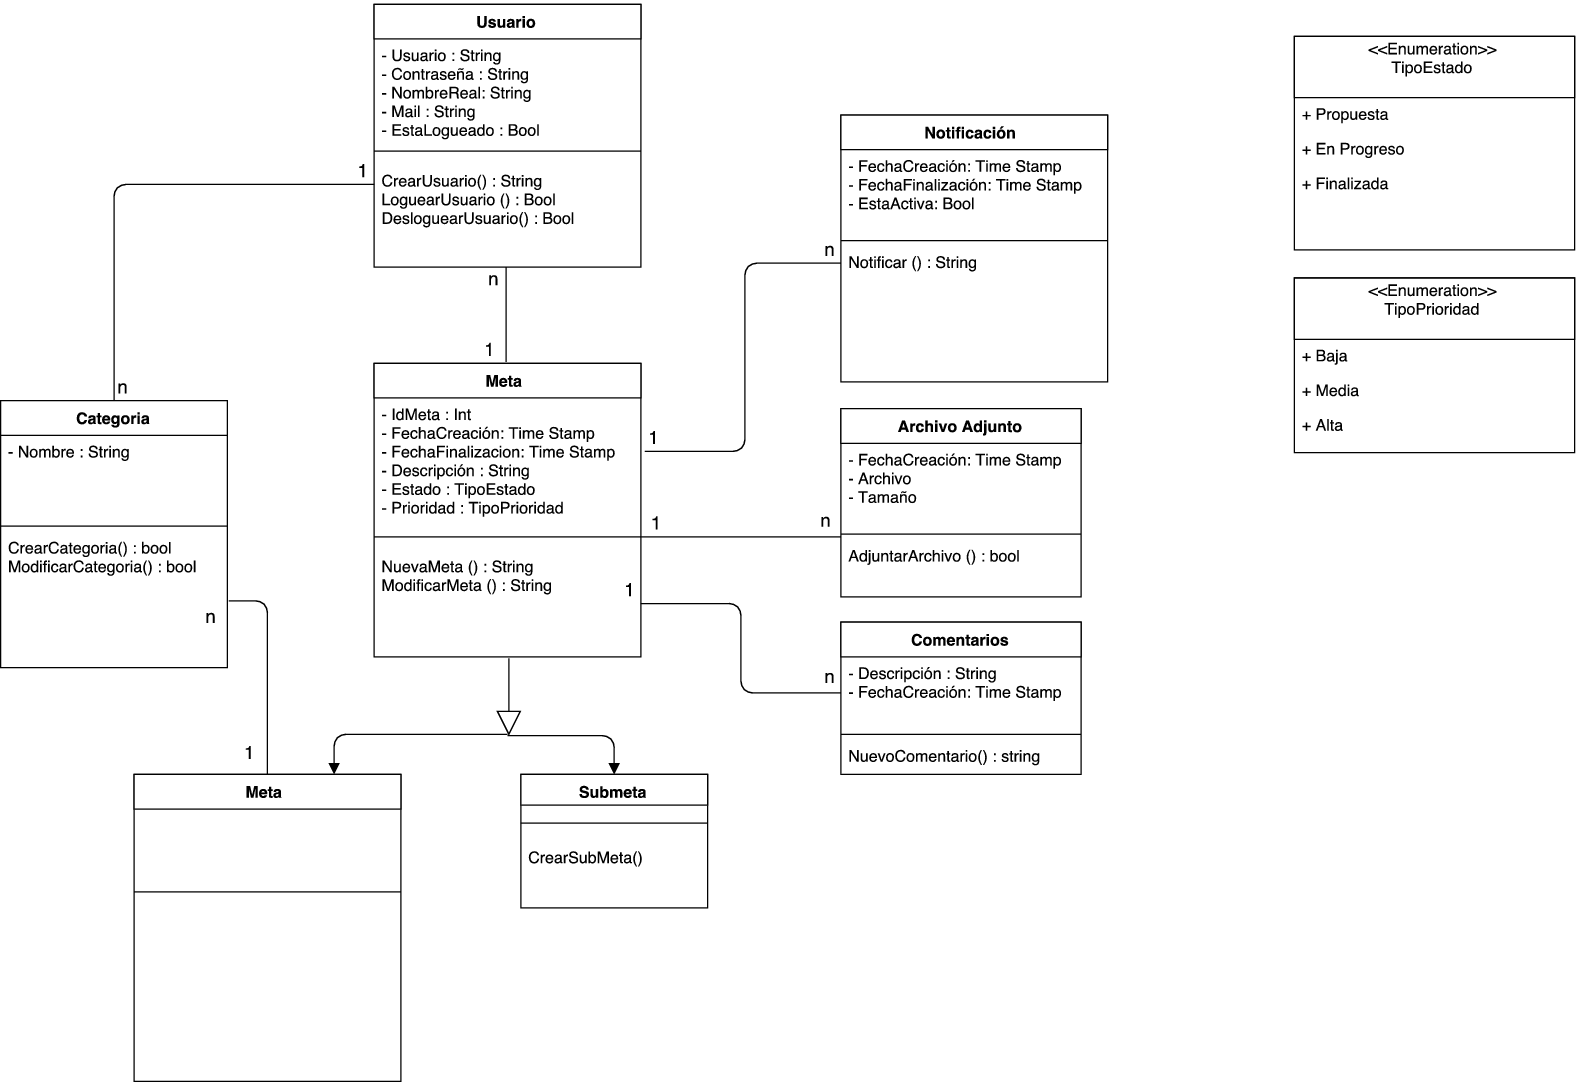 Usuario
- Usuario : String
- Contraseña : String
- NombreReal: String
- Mail : String
- EstaLogueado : Bool
CrearUsuario() : String
LoguearUsuario () : Bool
DesloguearUsuario() : Bool
1
n
n
1
Categoria
- Nombre : String
CrearCategoria() : bool
ModificarCategoria() : bool
n
1
Meta
- IdMeta : Int
- FechaCreación: Time Stamp
- FechaFinalizacion: Time Stamp
- Descripción : String
- Estado : TipoEstado
- Prioridad : TipoPrioridad
NuevaMeta () : String
ModificarMeta () : String
1
n
1
n
1
n
Notificación
- FechaCreación: Time Stamp
- FechaFinalización: Time Stamp
- EstaActiva: Bool
Notificar () : String
Archivo Adjunto
- FechaCreación: Time Stamp
- Archivo
- Tamaño
AdjuntarArchivo () : bool
Comentarios
- Descripción : String
- FechaCreación: Time Stamp
NuevoComentario() : string
Meta
Submeta
CrearSubMeta()
<<Enumeration>>
TipoEstado
+ Propuesta
+ En Progreso
+ Finalizada
<<Enumeration>>
TipoPrioridad
+ Baja
+ Media
+ Alta